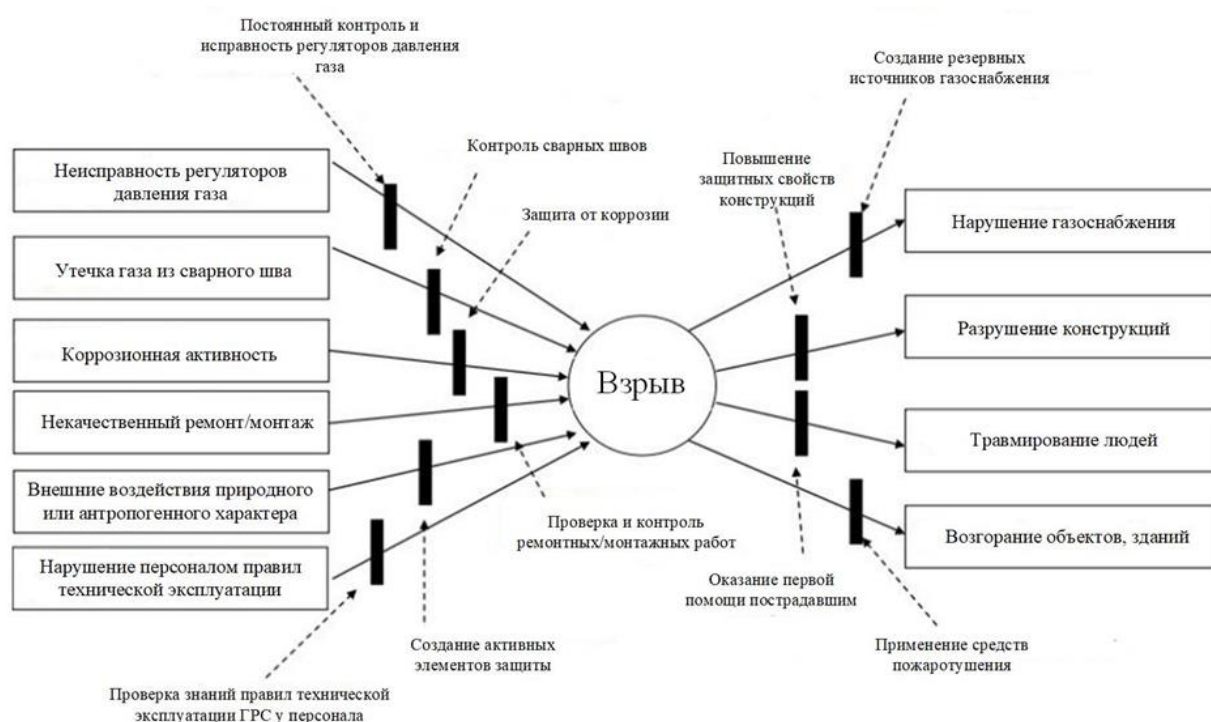 Постоянный контроль и
исправность регуляторов давления
газа
Создание резервных
источников газоснабжения
Контроль сварных швов
Повышение
защитных свойств
конструкций
Неисправность регуляторов
давления газа
Защита от коррозии
Нарушение газоснабжения
Утечка газа из сварного шва
Разрушение конструкций
Коррозионная активность
Взрыв
Некачественный ремонт/монтаж
Травмирование людей
Внешние воздействия природного
или антропогенного характера
Проверка и контроль
ремонтных/монтажных работ
Возгорание объектов, зданий
Нарушение персоналом правил
технической эксплуатации
Оказание первой
помощи пострадавшим
Создание активных
элементов защиты
Применение средств
пожаротушения
Проверка знаний правил технической
эксплуатации ГРС у персонала